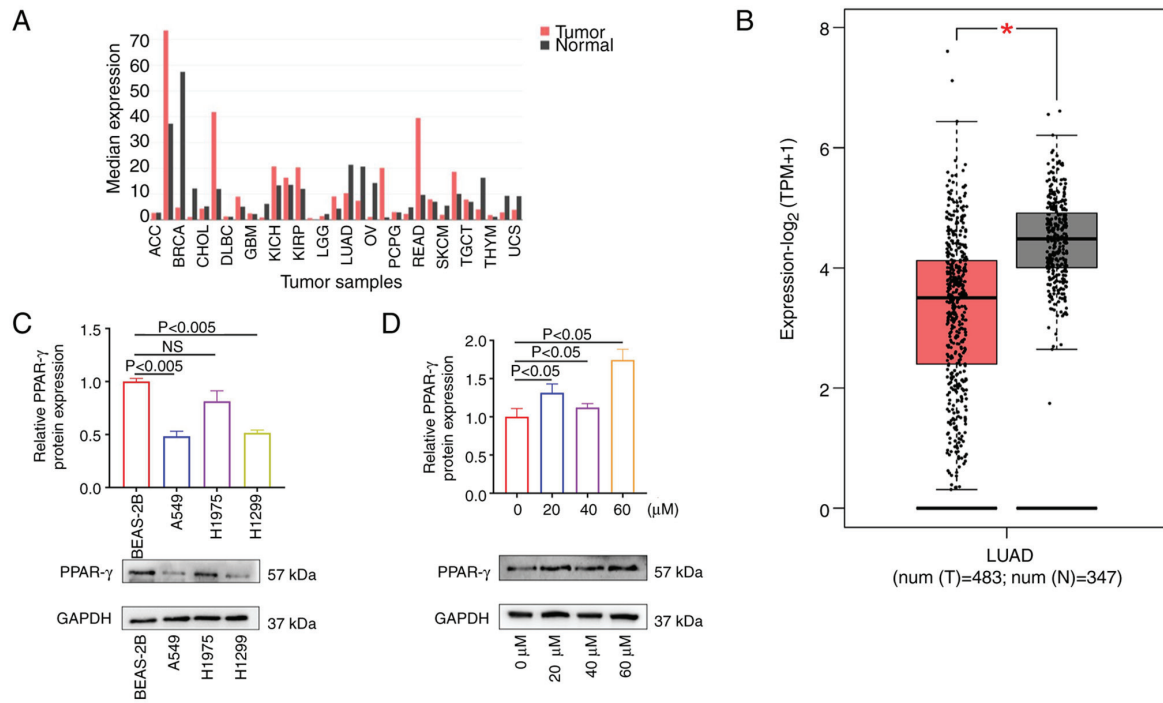 A
Tumor
Normal
Median expression
70
60
50
40
30
20
10
0
ACC
BRCA
CHOL
DLBC
GBM
KICH
KIRP
LGG
LUAD
OV
PCPG
READ
SKCM
TGCT
THYM
UCS
Tumor samples
B
Expression-log₂ (TPM+1)
8
6
4
2
0
*
LUAD
(num (T)=483; num (N)=347)
C
Relative PPAR-γ
protein expression
1.5
1.0
0.5
0.0
P<0.005
NS
P<0.005
BEAS-2B
A549
H1975
H1299
PPAR-γ
57 kDa
GAPDH
37 kDa
BEAS-2B
A549
H1975
H1299
D
Relative PPAR-γ
protein expression
2.0
1.5
1.0
0.5
0.0
P<0.05
P<0.05
P<0.05
0 20 40 60 (μM)
PPAR-γ
57 kDa
GAPDH
37 kDa
0 μM
20 μM
40 μM
60 μM